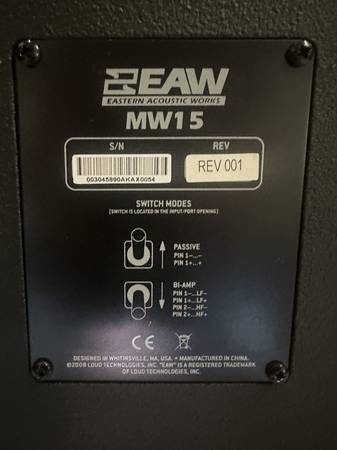 EAW
EASTERN ACOUSTIC WORKS
MW15
S/N REV
003045890AKAX0054 REV 001
SWITCH MODES
[SWITCH IS LOCATED IN THE INPUT/PORT OPENING]
PASSIVE
PIN 1-...-
PIN 1+...+
BI-AMP
PIN 1-...LF-
PIN 1+...LF+
PIN 2-...HF-
PIN 2+...HF+
CE
DESIGNED IN WHITINSVILLE, MA, USA. • MANUFACTURED IN CHINA.
©2008 LOUD TECHNOLOGIES, INC. "EAW" IS A REGISTERED TRADEMARK
OF LOUD TECHNOLOGIES, INC.